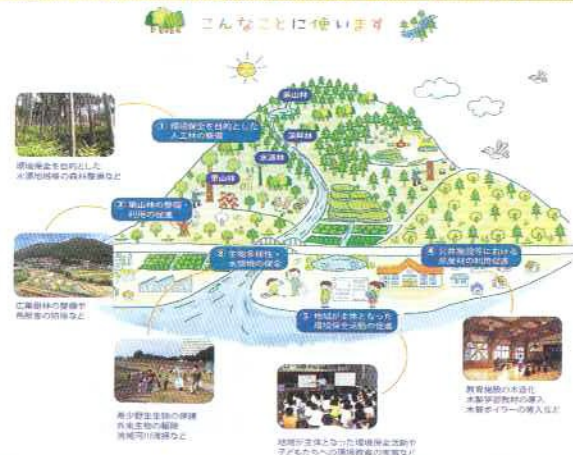 こんなことに使います
奥山林
① 環境保全を目的とした
人工林の整備
渓畔林
水源林
里山林
環境保全を目的とした
水源地域等の森林整備など
② 里山林の整備・
利用の促進
③ 生物多様性・
水環境の保全
④ 公共施設等における
県産材の利用促進
広葉樹林の整備や
鳥獣害の防除など
⑤ 地域が主体となった
環境保全活動の促進
希少野生生物の保護
外来生物の駆除
流域河川清掃など
教育施設の木造化
木製学習教材の導入
木質ボイラーの導入など
地域が主体となった環境保全活動や
子どもたちへの環境教育の実施など